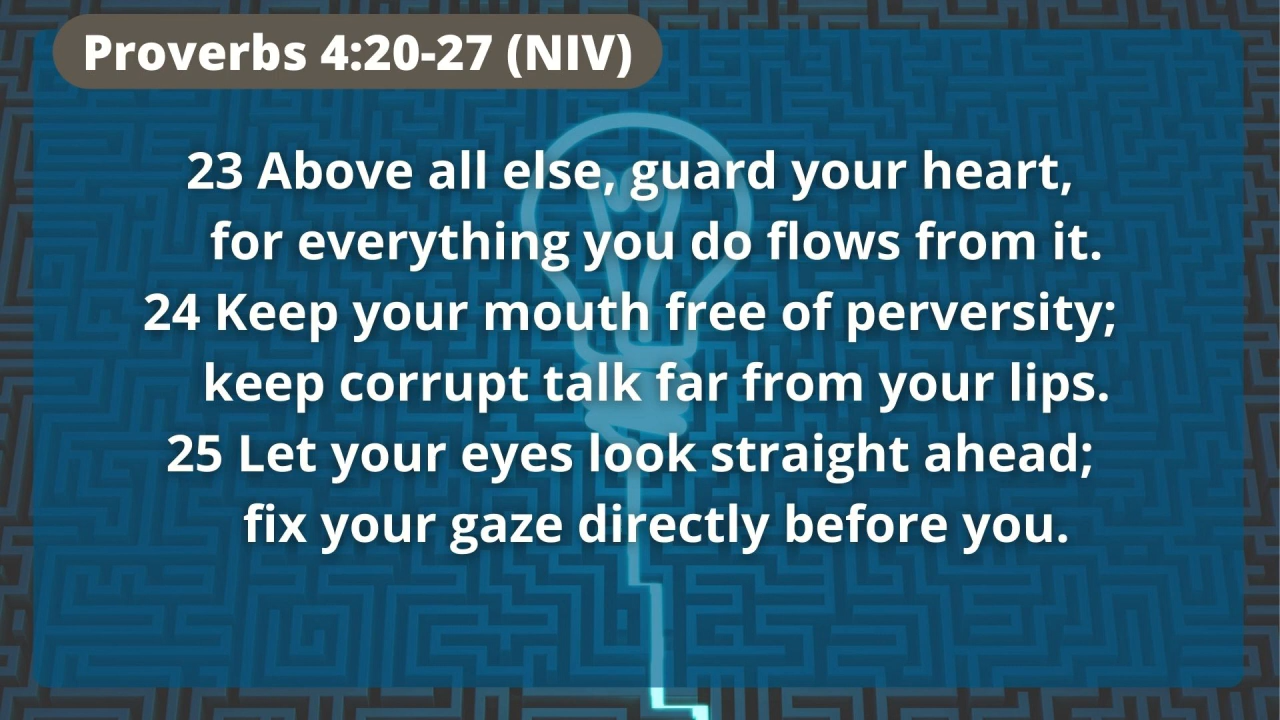 Proverbs 4:20-27 (NIV)
23 Above all else, guard your heart,
for everything you do flows from it.
24 Keep your mouth free of perversity;
keep corrupt talk far from your lips.
25 Let your eyes look straight ahead;
fix your gaze directly before you.